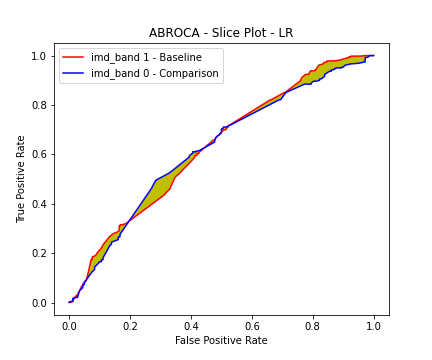 ABROCA - Slice Plot - LR
imd_band 1 - Baseline
imd_band 0 - Comparison
True Positive Rate
1.0
0.8
0.6
0.4
0.2
0.0
0.0 0.2 0.4 0.6 0.8 1.0
False Positive Rate